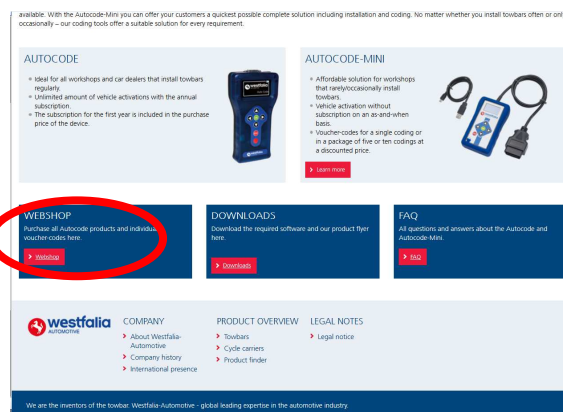 available. With the Autocode-Mini you can offer your customers a quickest possible complete solution including installation and coding. No matter whether you install towbars often or only
occasionally – our coding tools offer a suitable solution for every requirement.
AUTOCODE
Ideal for all workshops and car dealers that install towbars
regularly.
Unlimited amount of vehicle activations with the annual
subscription.
The subscription for the first year is included in the purchase
price of the device.
westfalia
AUTOCODE-MINI
Affordable solution for workshops
that rarely/occasionally install
towbars.
Vehicle activation without
subscription on an as-and-when
basis.
Voucher-codes for a single coding or
in a package of five or ten codings at
a discounted price.
Learn more
WEBSHOP
Purchase all Autocode products and individual
voucher-codes here.
Webshop
DOWNLOADS
Download the required software and our product flyer
here.
Downloads
FAQ
All questions and answers about the Autocode and
Autocode-Mini.
FAQ
westfalia
AUTOMOTIVE
COMPANY
About Westfalia-
Automotive
Company history
International presence
PRODUCT OVERVIEW
Towbars
Cycle carriers
Product finder
LEGAL NOTES
Legal notice
We are the inventors of the towbar. Westfalia-Automotive - global leading expertise in the automotive industry.